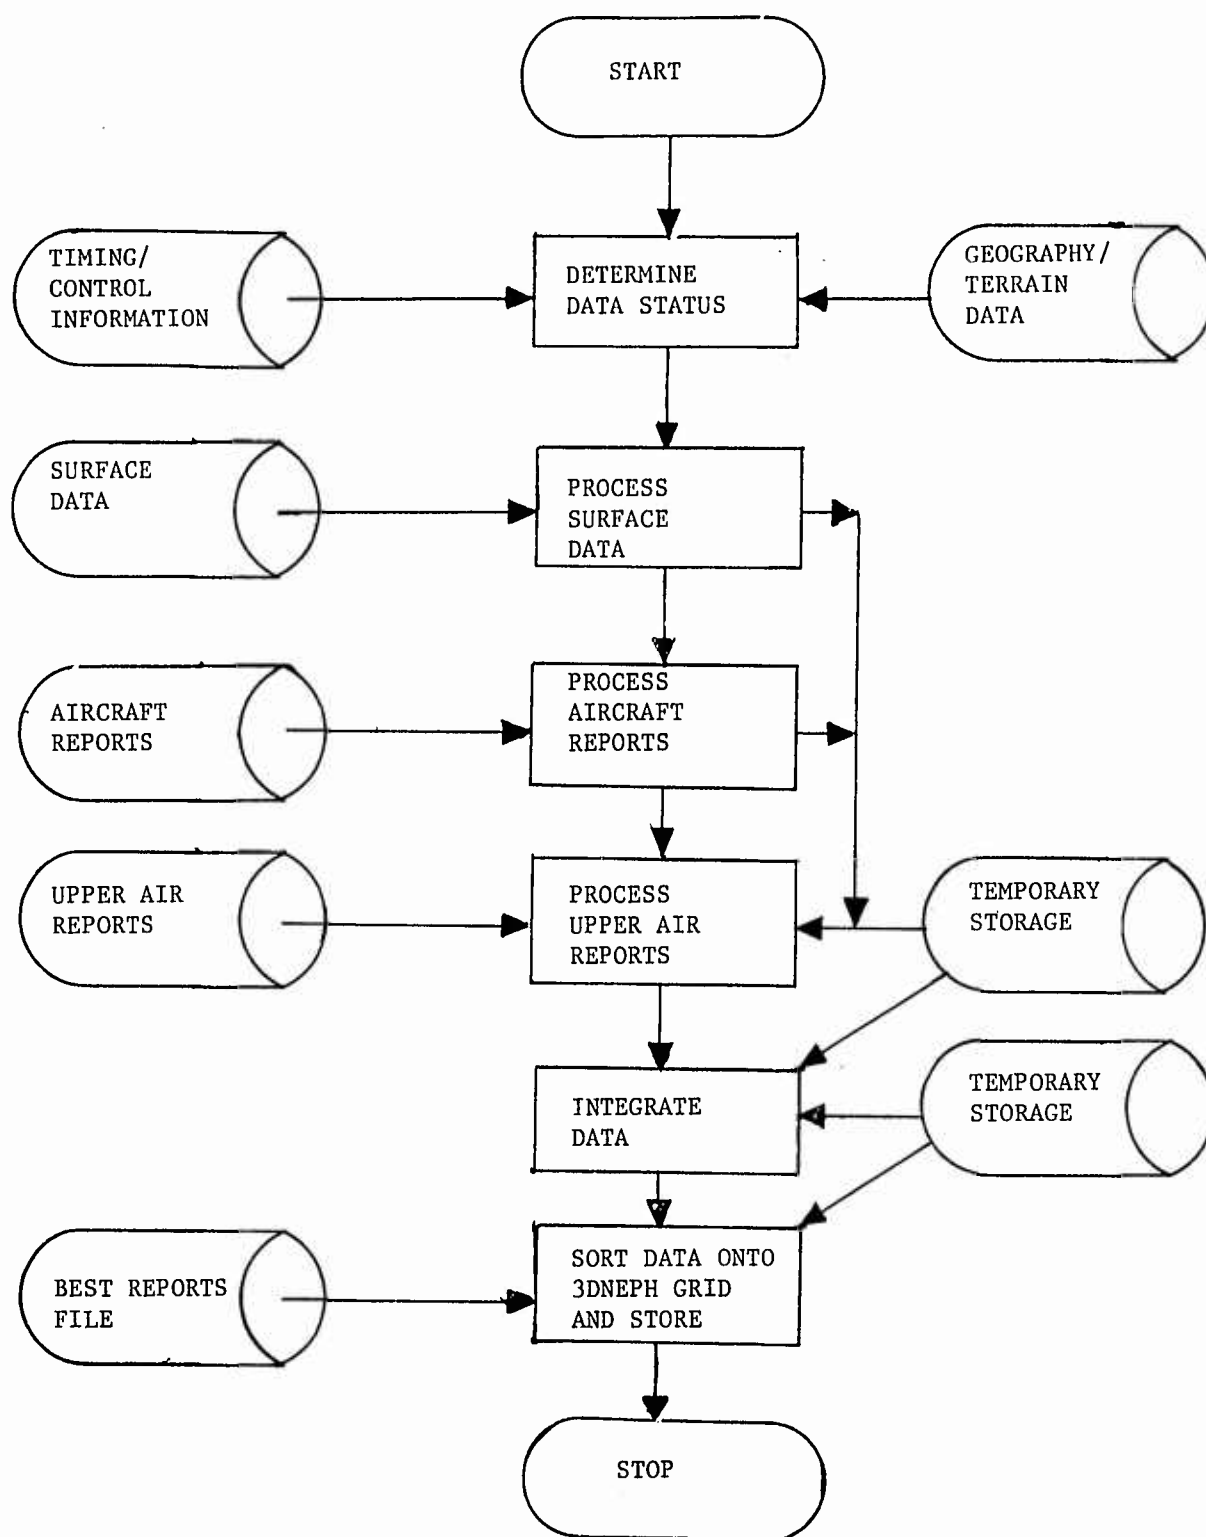 START
TIMING/
CONTROL
INFORMATION
DETERMINE
DATA STATUS
GEOGRAPHY/
TERRAIN
DATA
SURFACE
DATA
PROCESS
SURFACE
DATA
AIRCRAFT
REPORTS
PROCESS
AIRCRAFT
REPORTS
UPPER AIR
REPORTS
PROCESS
UPPER AIR
REPORTS
TEMPORARY
STORAGE
INTEGRATE
DATA
TEMPORARY
STORAGE
BEST REPORTS
FILE
SORT DATA ONTO
3DNEPH GRID
AND STORE
STOP